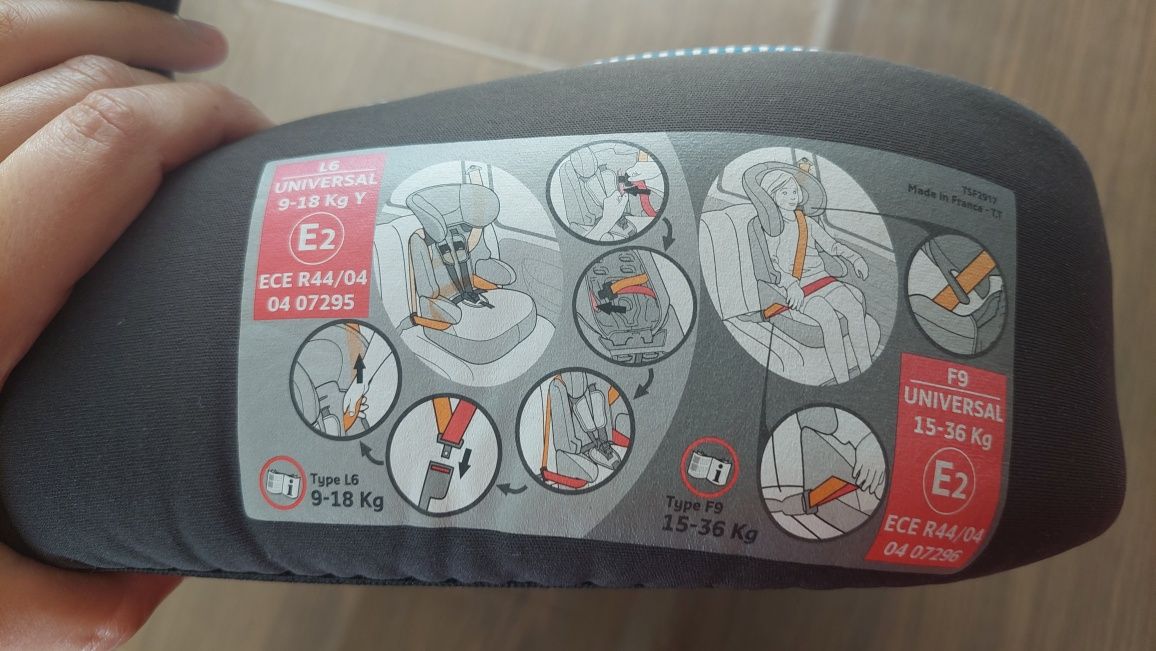 L6
UNIVERSAL
9-18 Kg Y
E2
ECE R44/04
04 07295
Type L6
9-18 Kg
TSF2917
Made in France - T.T
F9
UNIVERSAL
15-36 Kg
E2
ECE R44/04
04 07296
Type F9
15-36 Kg